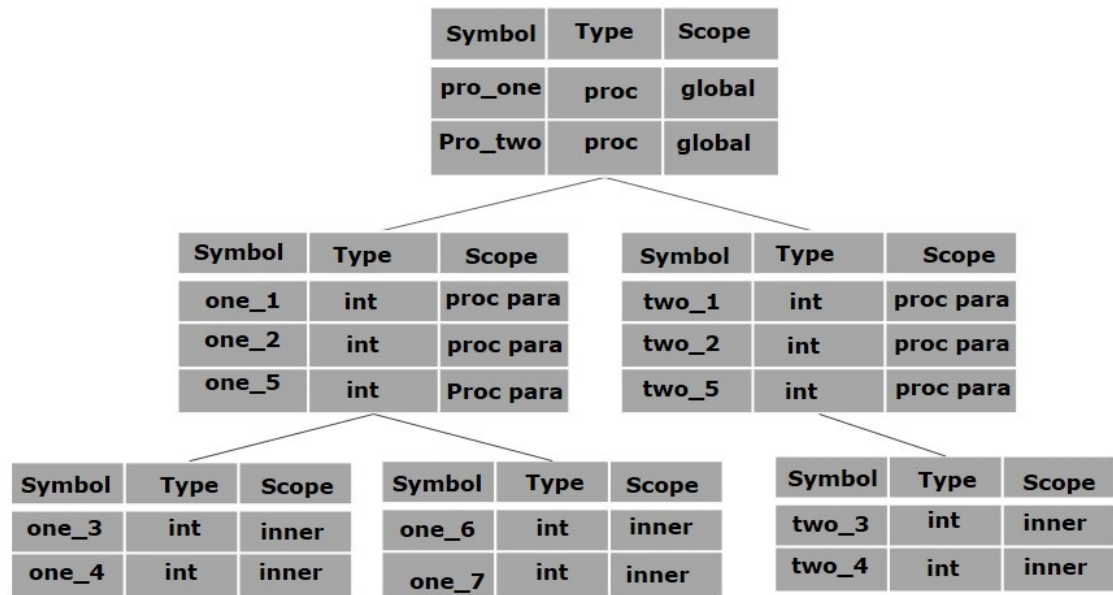 Symbol Type Scope
pro_one proc global
Pro_two proc global
Symbol Type Scope
one_1 int proc para
one_2 int proc para
one_5 int Proc para
Symbol Type Scope
two_1 int proc para
two_2 int proc para
two_5 int proc para
Symbol Type Scope
one_3 int inner
one_4 int inner
Symbol Type Scope
one_6 int inner
one_7 int inner
Symbol Type Scope
two_3 int inner
two_4 int inner